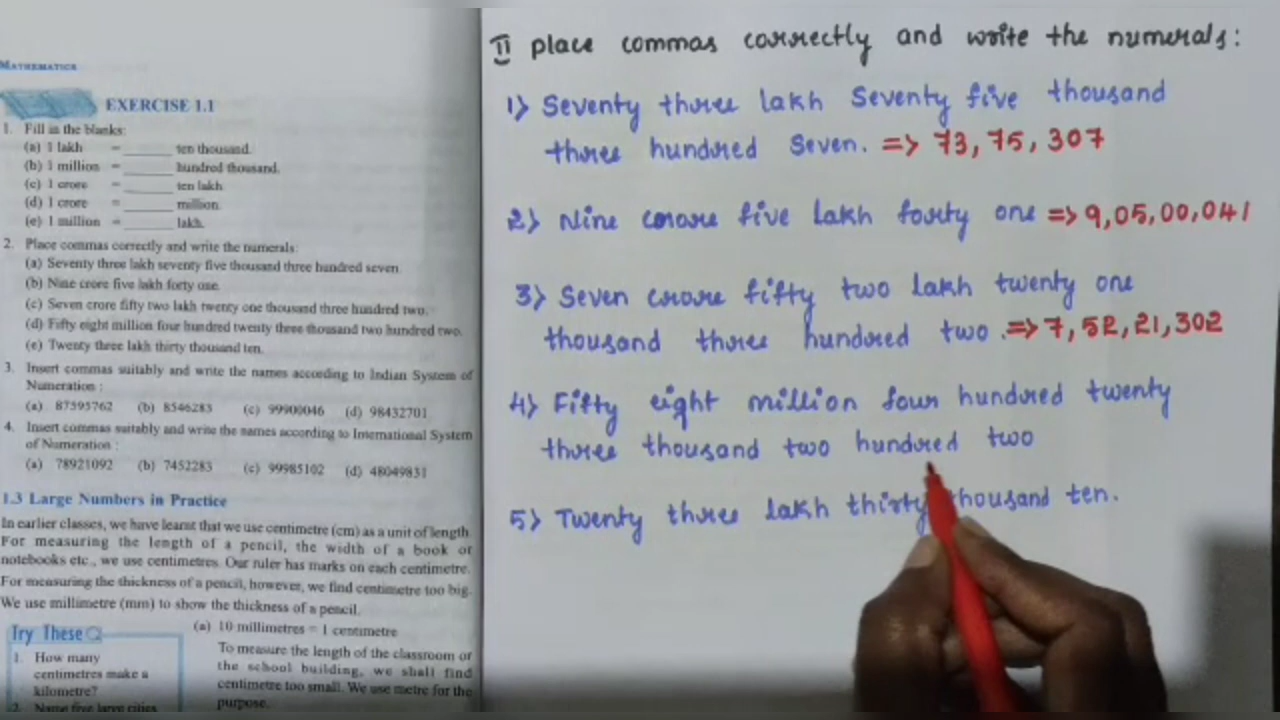 MATHEMATICS
EXERCISE 1.1
1. Fill in the blanks:
(a) 1 lakh = ______ ten thousand.
(b) 1 million = ______ hundred thousand.
(c) 1 crore = ______ ten lakh.
(d) 1 crore = ______ million.
(e) 1 million = ______ lakh.
2. Place commas correctly and write the numerals:
(a) Seventy three lakh seventy five thousand three hundred seven.
(b) Nine crore five lakh forty one.
(c) Seven crore fifty two lakh twenty one thousand three hundred two.
(d) Fifty eight million four hundred twenty three thousand two hundred two.
(e) Twenty three lakh thirty thousand ten.
3. Insert commas suitably and write the names according to Indian System of
Numeration :
(a) 87595762 (b) 8546283 (c) 99900046 (d) 98432701
4. Insert commas suitably and write the names according to International System
of Numeration :
(a) 78921092 (b) 7452283 (c) 99985102 (d) 48049831
1.3 Large Numbers in Practice
In earlier classes, we have learnt that we use centimetre (cm) as a unit of length.
For measuring the length of a pencil, the width of a book or
notebooks etc., we use centimetres. Our ruler has marks on each centimetre.
For measuring the thickness of a pencil, however, we find centimetre too big.
We use millimetre (mm) to show the thickness of a pencil.
Try These
1. How many
centimetres make a
kilometre?
2. Name five large cities
(a) 10 millimetres = 1 centimetre
To measure the length of the classroom or
the school building, we shall find
centimetre too small. We use metre for the
purpose.
II place commas correctly and write the numerals:
1) Seventy three lakh Seventy five thousand
three hundred Seven. => 73,75,307
2) Nine crore five lakh forty one => 9,05,00,041
3) Seven crore fifty two lakh twenty one
thousand three hundred two. => 7,52,21,302
4) Fifty eight million four hundred twenty
three thousand two hundred two
5) Twenty three lakh thirty thousand ten.